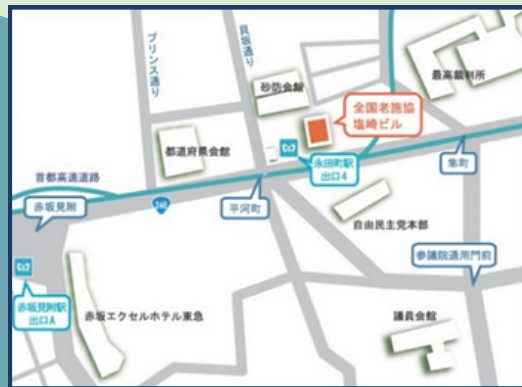 プリンス通り
貝坂通り
砂防会館
最高裁判所
全国老施協
塩崎ビル
都道府県会館
永田町駅
出口4
隼町
首都高速道路
赤坂見附
246
平河町
自由民主党本部
参議院通用門前
赤坂見附駅
出口A
赤坂エクセルホテル東急
議員会館